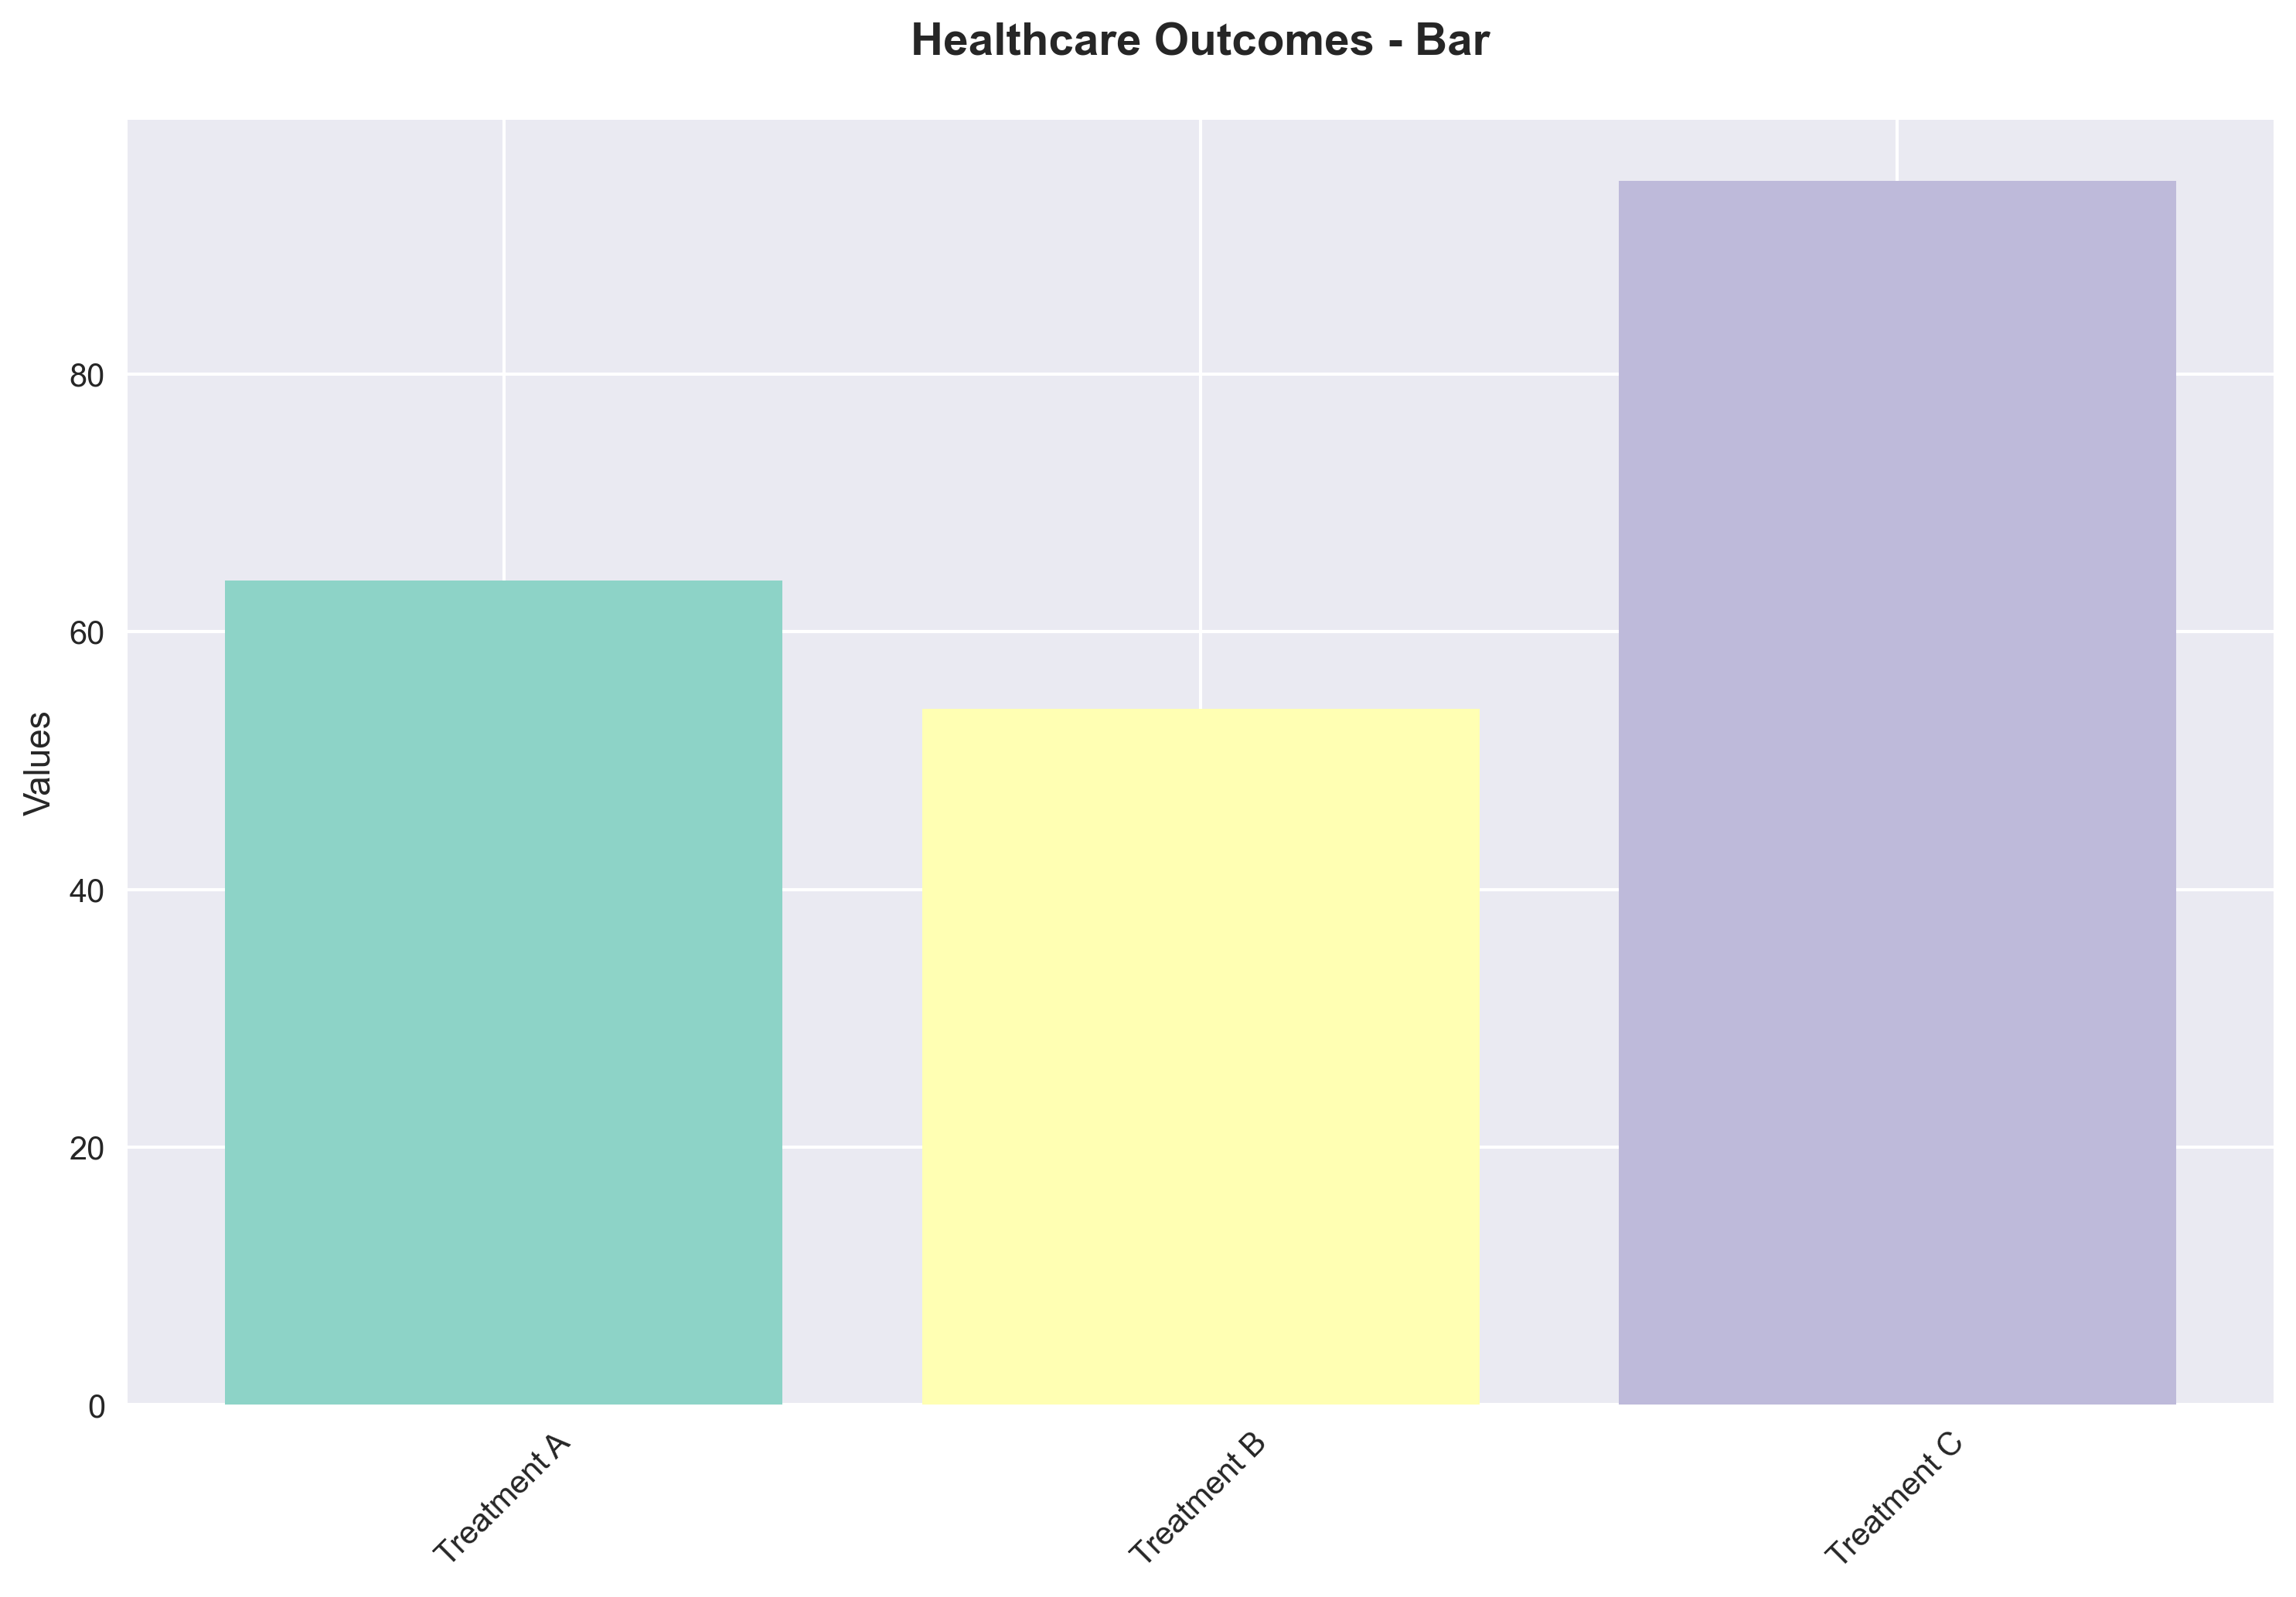 Healthcare Outcomes - Bar
Values
80
60
40
20
0
Treatment A
Treatment B
Treatment C